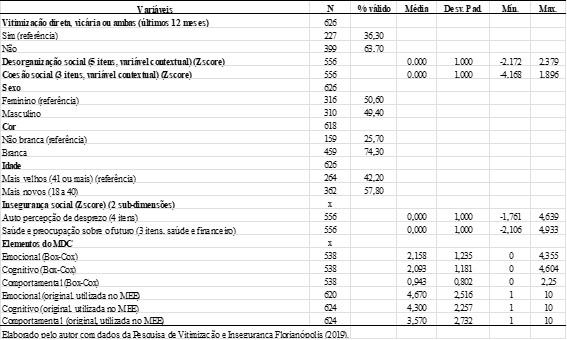 Variáveis N % válido Média Desv. Pad. Mín. Max.
Vitimização direta, vicária ou ambas (últimos 12 meses) 626
Sim (referência) 227 36,30
Não 399 63,70
Desorganização social (5 itens, variável contextual) (Zscore) 556 0.000 1.000 -2.172 2.379
Coesão social (3 itens, variável contextual) (Zscore) 556 0.000 1.000 -4.168 1.896
Sexo 626
Feminino (referência) 316 50,60
Masculino 310 49,40
Cor 618
Não branca (referência) 159 25,70
Branca 459 74,30
Idade 626
Mais velhos (41 ou mais) (referência) 264 42,20
Mais novos (18 a 40) 362 57,80
Insegurança social (Zscore) (2 sub-dimensões) x
Auto percepção de desprezo (4 itens) 556 0,000 1,000 -1,761 4,639
Saúde e preocupação sobre o futuro (3 itens, saúde e financeiro) 556 0,000 1,000 -2,106 4,933
Elementos do MDC x
Emocional (Box-Cox) 538 2,158 1,235 0 4,355
Cognitivo (Box-Cox) 538 2,093 1,181 0 4,604
Comportamental (Box-Cox) 538 0,943 0,802 0 2,25
Emocional (original, utilizada no MEE) 620 4,670 2,516 1 10
Cognitivo (original, utilizada no MEE) 624 4,300 2,257 1 10
Comportamental (original, utilizada no MEE) 624 3,570 2,732 1 10
Elaborado pelo autor com dados da Pesquisa de Vitimização e Insegurança Florianópolis (2019).